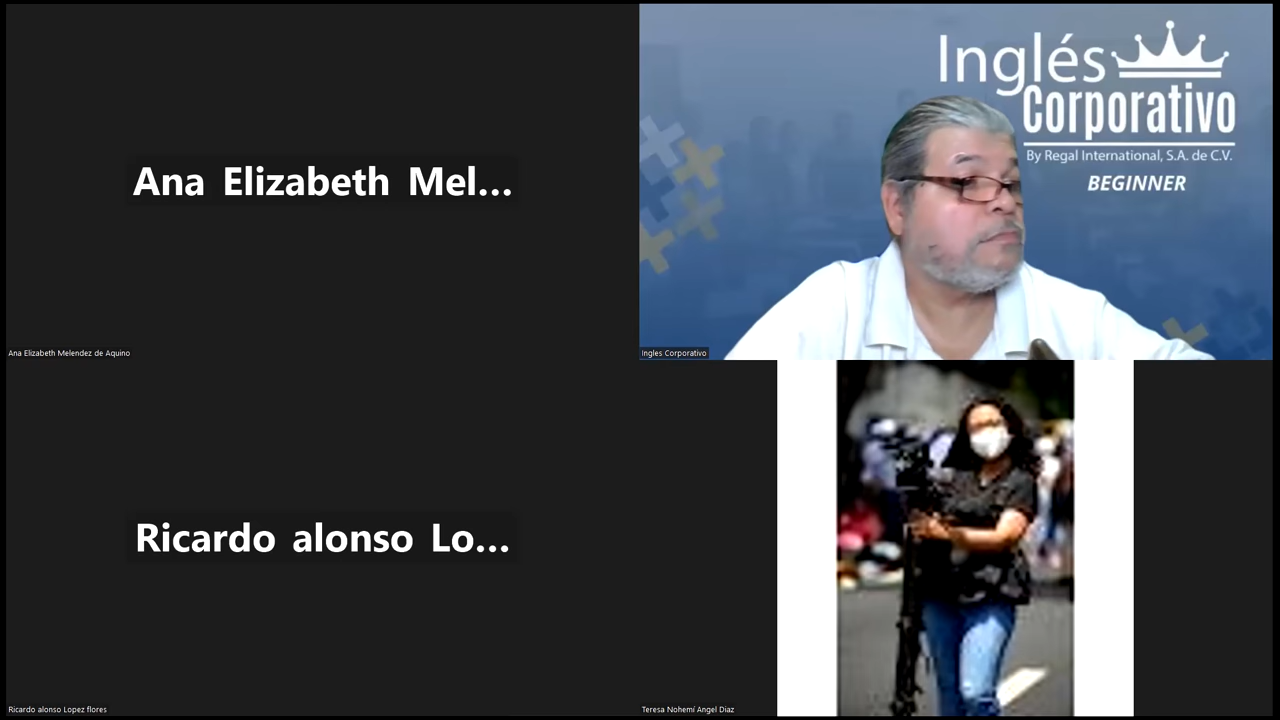 Ana Elizabeth Mel...
Ana Elizabeth Melendez de Aquino
Inglés
Corporativo
By Regal International, S.A. de C.V.
BEGINNER
Ingles Corporativo
Ricardo alonso Lo...
Ricardo alonso Lopez flores
Teresa Nohemí Angel Diaz